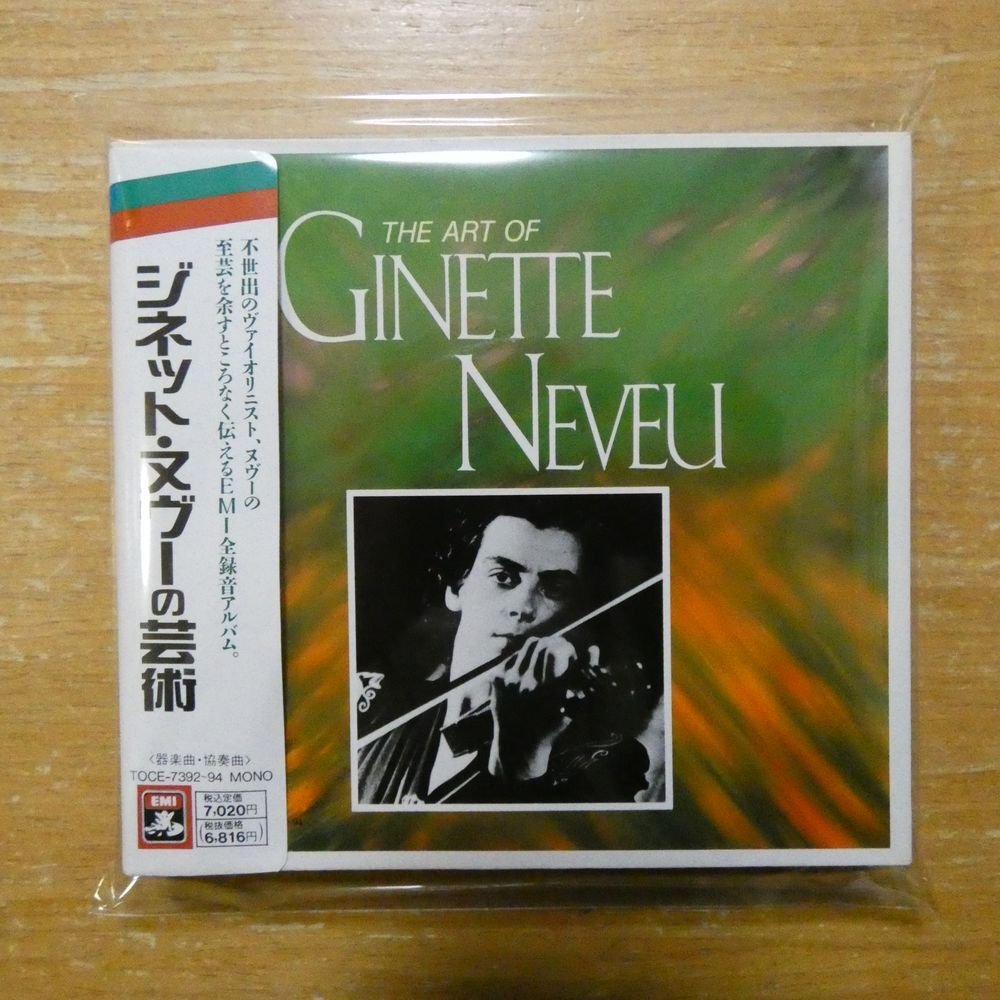 THE ART OF
GINETTE
NEVEU
不世出のヴァイオリニスト、ヌヴーの
至芸を余すところなく伝えるEMI全録音アルバム。
ジネット・ヌヴーの芸術
〈器楽曲・協奏曲〉
TOCE-7392~94 MONO
EMI
税込定価
7,020円
(税抜価格
6,816円)